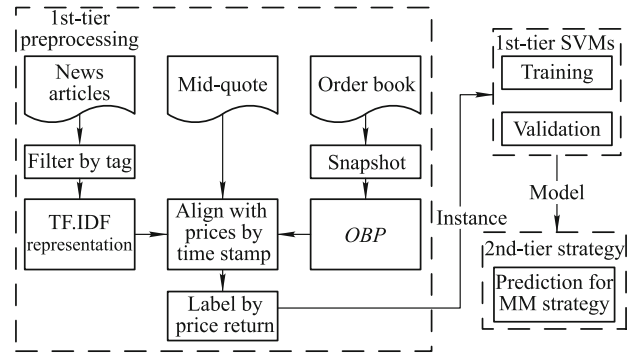 1st-tier
preprocessing
News
articles
Mid-quote
Order book
Filter by tag
Snapshot
TF.IDF
representation
Align with
prices by
time stamp
OBP
Label by
price return
Instance
1st-tier SVMs
Training
Validation
Model
2nd-tier strategy
Prediction for
MM strategy